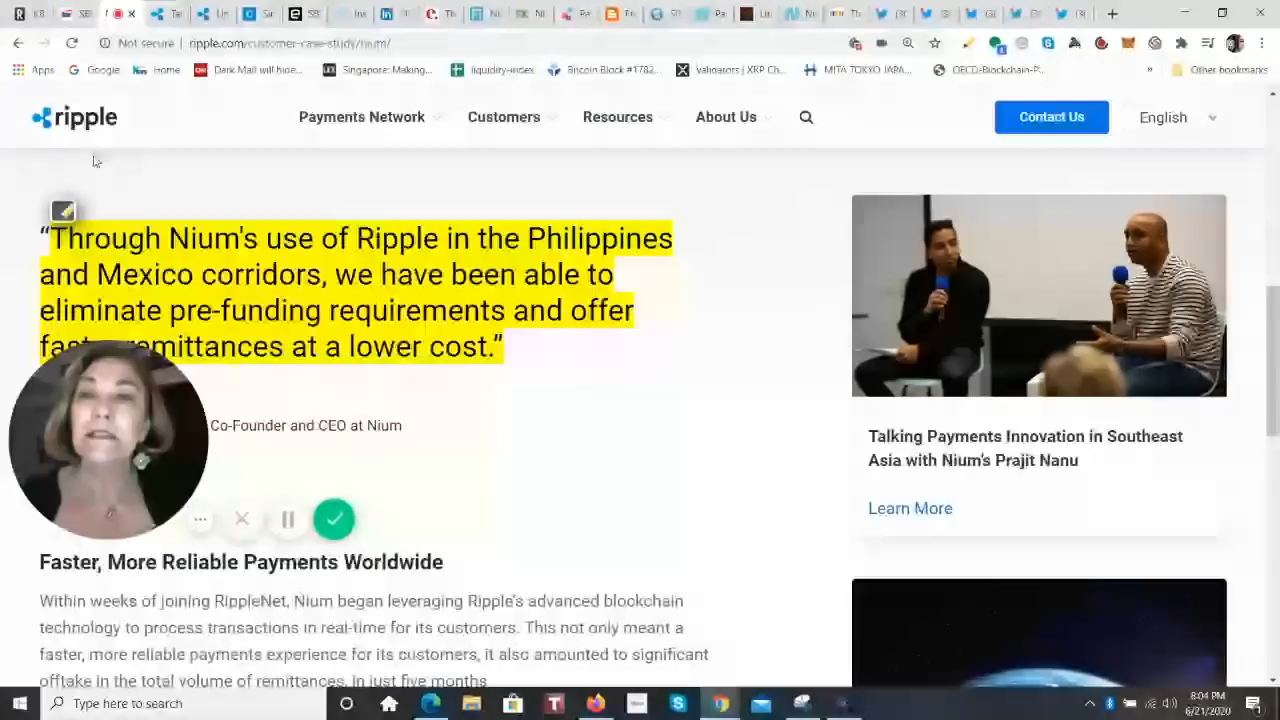 Not secure
ripple.com/customer-case-study/nium/
Apps
Google
Home
Dark Mall will hide...
Singapore: Making...
liquidity-index
Bitcoin Block #1782...
Validators | XRP Ch...
MITA TOKYO JAPA...
OECD-Blockchain-P...
»
Other bookmarks
ripple
Payments Network
Customers
Resources
About Us
Contact Us
English
“Through Nium's use of Ripple in the Philippines
and Mexico corridors, we have been able to
eliminate pre-funding requirements and offer
remittances at a lower cost.”
Co-Founder and CEO at Nium
Talking Payments Innovation in Southeast
Asia with Nium’s Prajit Nanu
Learn More
Faster, More Reliable Payments Worldwide
Within weeks of joining RippleNet, Nium began leveraging Ripple’s advanced blockchain
technology to process transactions in real-time for its customers. This not only meant a
faster, more reliable payments experience for its customers, it also amounted to significant
offtake in the total volume of remittances. In just five months
Type here to search
8:04 PM
6/21/2020